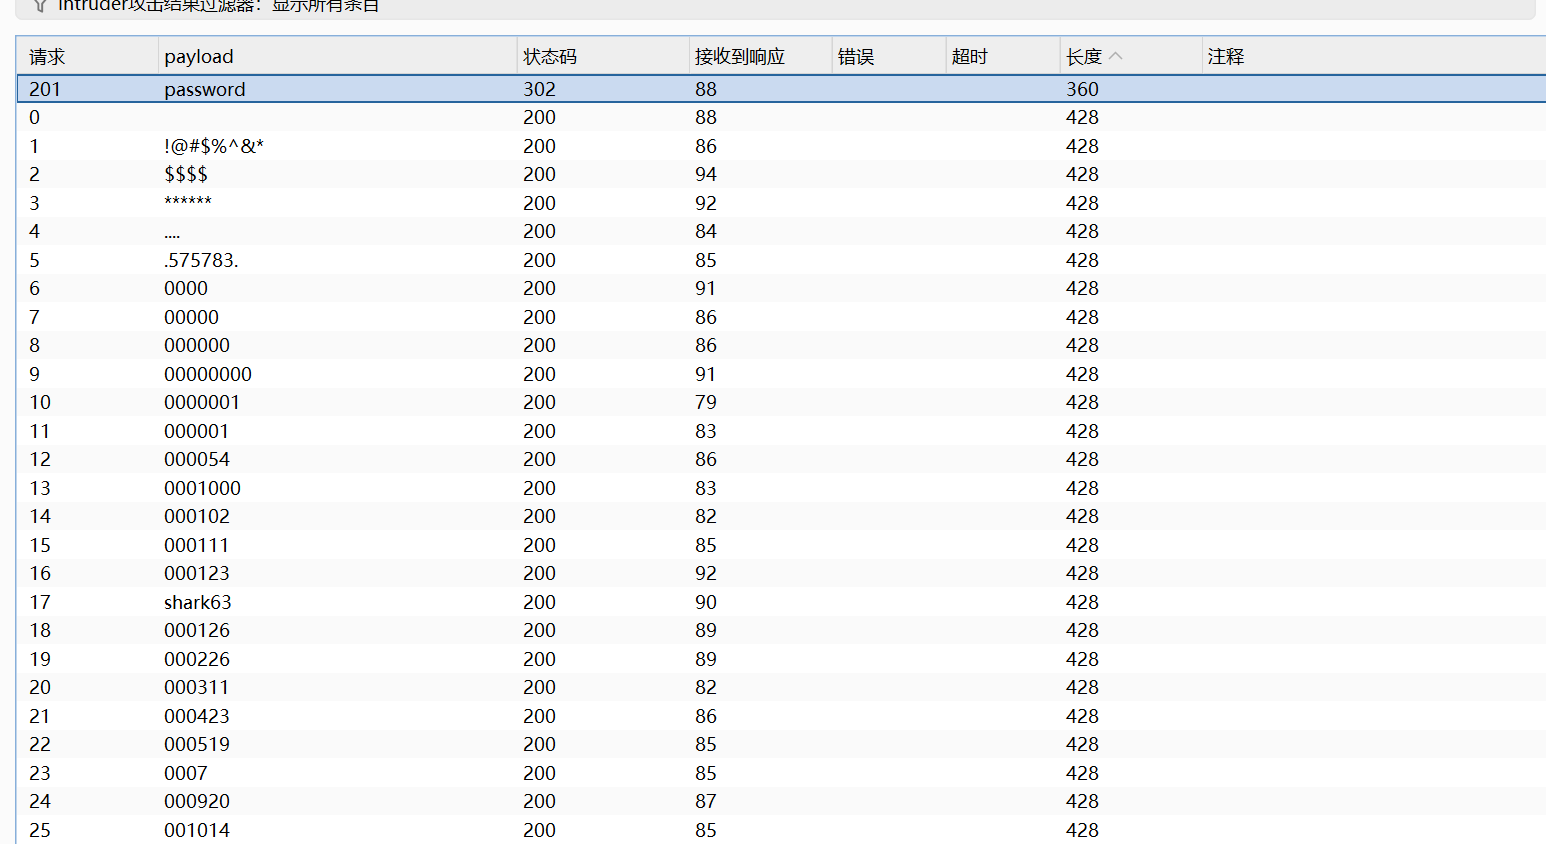 Intruder攻击结果过滤器：显示所有条目
请求 payload 状态码 接收到响应 错误 超时 长度 注释
201 password 302 88 360
0 200 88 428
1 !@#$%^&* 200 86 428
2 $$$$ 200 94 428
3 ****** 200 92 428
4 .... 200 84 428
5 .575783. 200 85 428
6 0000 200 91 428
7 00000 200 86 428
8 000000 200 86 428
9 00000000 200 91 428
10 0000001 200 79 428
11 000001 200 83 428
12 000054 200 86 428
13 0001000 200 83 428
14 000102 200 82 428
15 000111 200 85 428
16 000123 200 92 428
17 shark63 200 90 428
18 000126 200 89 428
19 000226 200 89 428
20 000311 200 82 428
21 000423 200 86 428
22 000519 200 85 428
23 0007 200 85 428
24 000920 200 87 428
25 001014 200 85 428